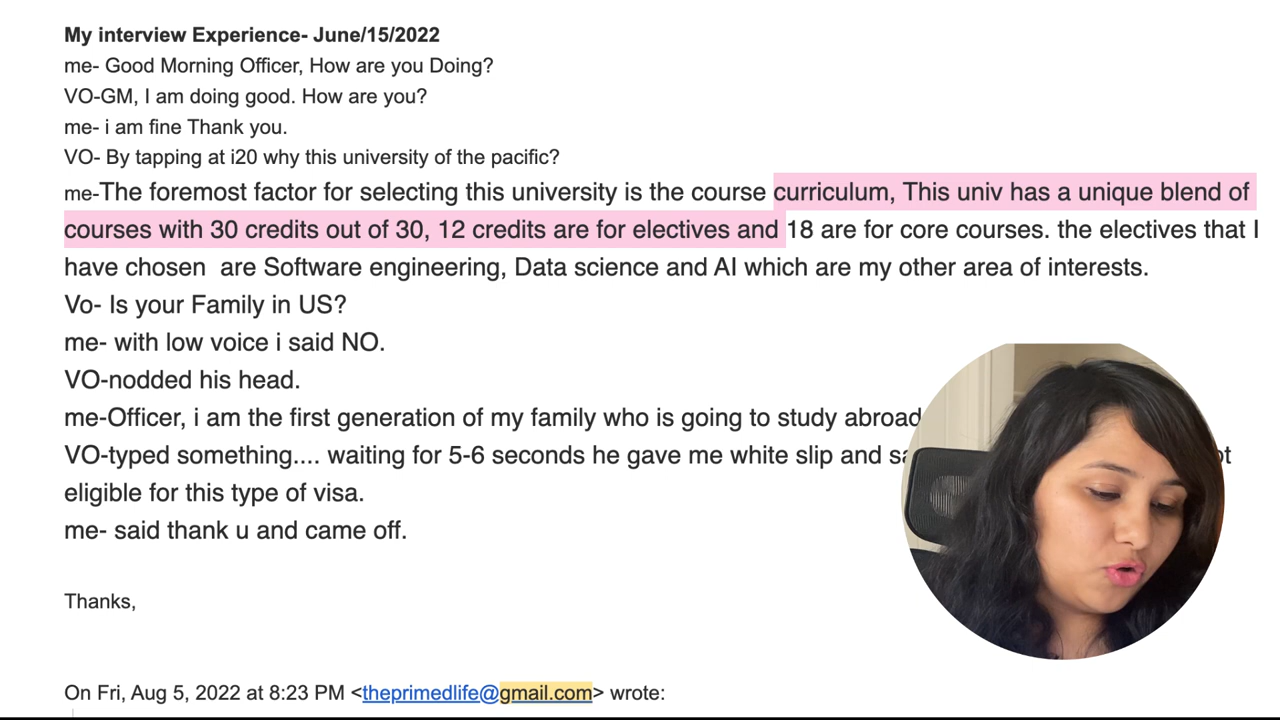 My interview Experience- June/15/2022
me- Good Morning Officer, How are you Doing?
VO-GM, I am doing good. How are you?
me- i am fine Thank you.
VO- By tapping at i20 why this university of the pacific?
me-The foremost factor for selecting this university is the course curriculum, This univ has a unique blend of
courses with 30 credits out of 30, 12 credits are for electives and 18 are for core courses. the electives that I
have chosen are Software engineering, Data science and AI which are my other area of interests.
Vo- Is your Family in US?
me- with low voice i said NO.
VO-nodded his head.
me-Officer, i am the first generation of my family who is going to study abroad
VO-typed something.... waiting for 5-6 seconds he gave me white slip and
eligible for this type of visa.
me- said thank u and came off.
Thanks,
On Fri, Aug 5, 2022 at 8:23 PM <theprimedlife@gmail.com> wrote: